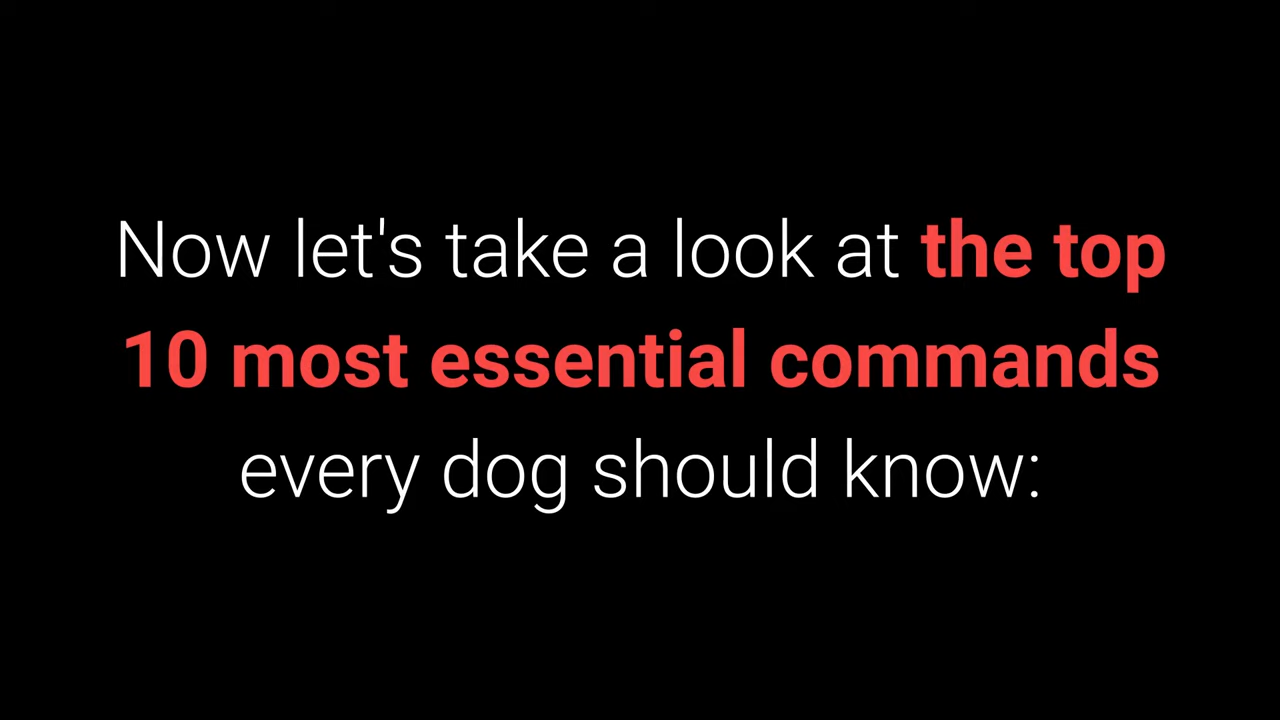 Now let's take a look at the top
10 most essential commands
every dog should know: